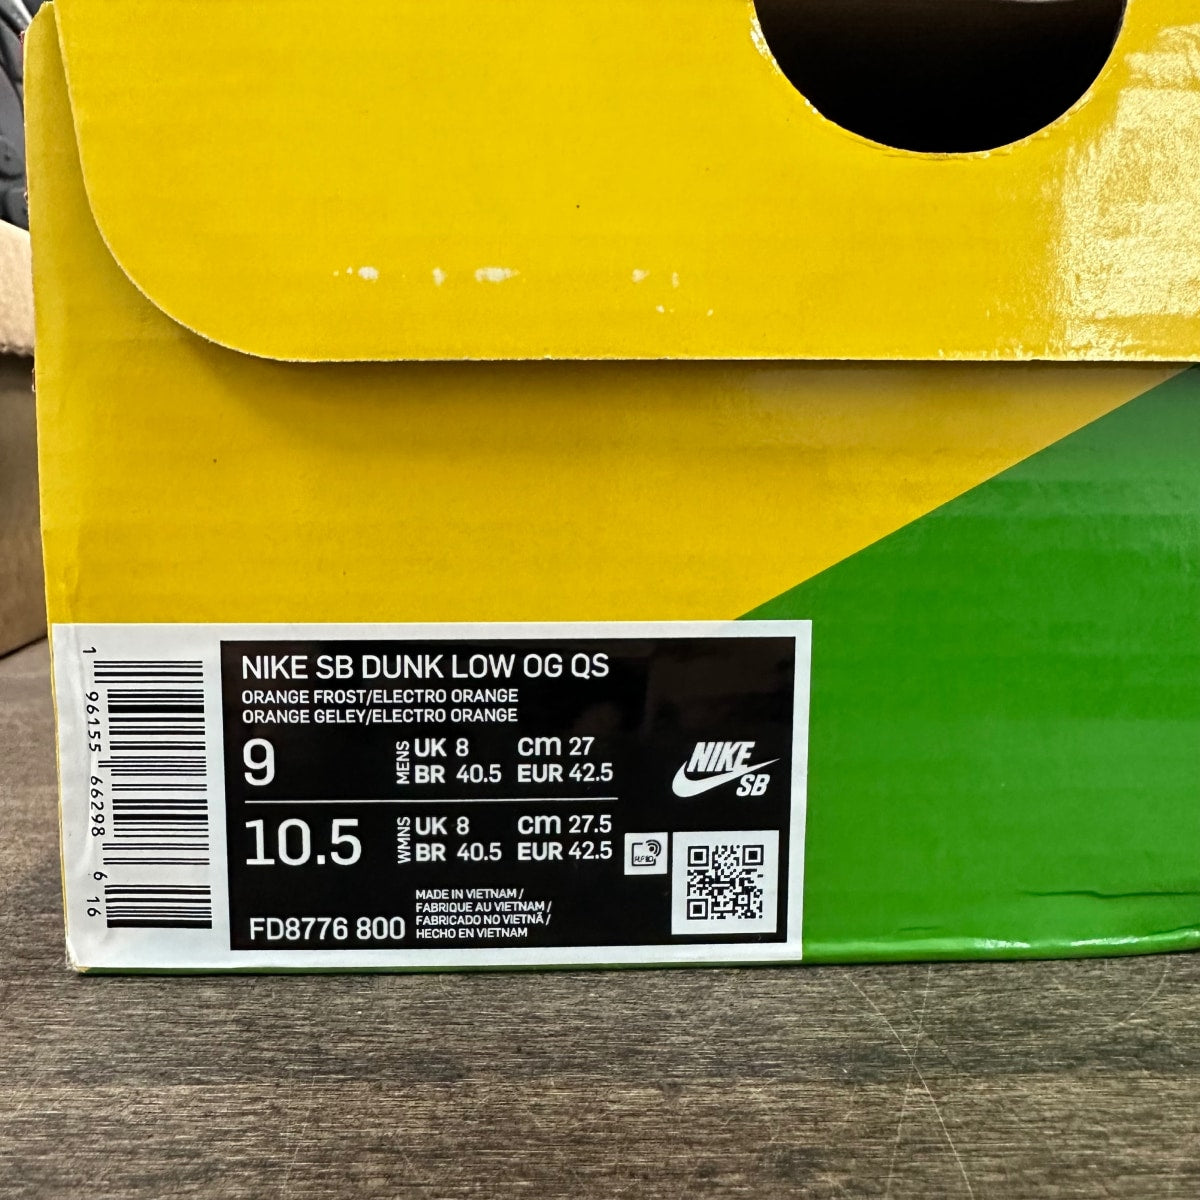 NIKE SB DUNK LOW OG QS
ORANGE FROST/ELECTRO ORANGE
ORANGE GELEY/ELECTRO ORANGE
9 MENS UK 8 cm 27
BR 40.5 EUR 42.5
10.5 WMNS UK 8 cm 27.5
BR 40.5 EUR 42.5
NIKE
SB
MADE IN VIETNAM /
FABRIQUE AU VIETNAM /
FABRICADO NO VIETNÃ /
HECHO EN VIETNAM
FD8776 800
1 96155 66298 6 16